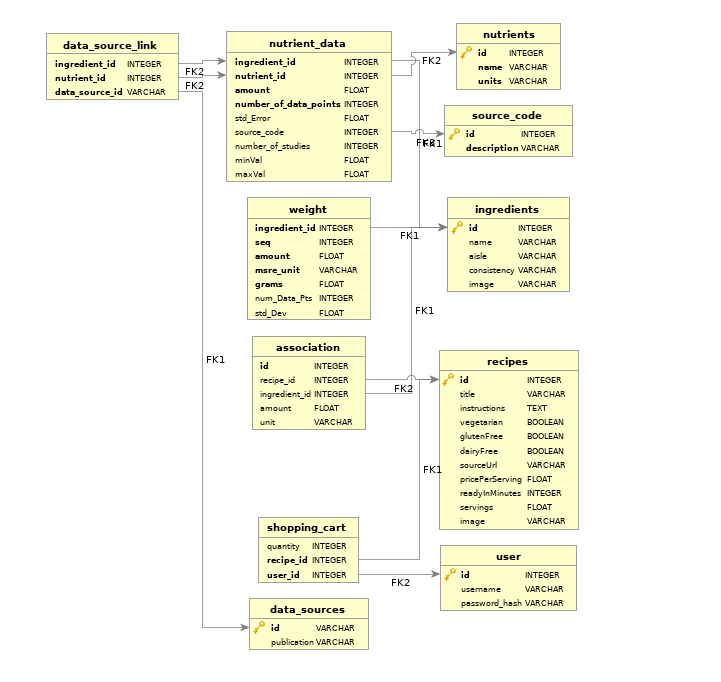 data_source_link
ingredient_id INTEGER
nutrient_id INTEGER
data_source_id VARCHAR
nutrient_data
ingredient_id INTEGER
nutrient_id INTEGER
amount FLOAT
number_of_data_points INTEGER
std_Error FLOAT
source_code INTEGER
number_of_studies INTEGER
minVal FLOAT
maxVal FLOAT
nutrients
id INTEGER
name VARCHAR
units VARCHAR
source_code
id INTEGER
description VARCHAR
FK2
FK2
FK2
FK1
weight
ingredient_id INTEGER
seq INTEGER
amount FLOAT
msre_unit VARCHAR
grams FLOAT
num_Data_Pts INTEGER
std_Dev FLOAT
FK1
ingredients
id INTEGER
name VARCHAR
aisle VARCHAR
consistency VARCHAR
image VARCHAR
FK1
FK1
association
id INTEGER
recipe_id INTEGER
ingredient_id INTEGER
amount FLOAT
unit VARCHAR
FK2
recipes
id INTEGER
title VARCHAR
instructions TEXT
vegetarian BOOLEAN
glutenFree BOOLEAN
dairyFree BOOLEAN
sourceUrl VARCHAR
pricePerServing FLOAT
readyInMinutes INTEGER
servings FLOAT
image VARCHAR
FK1
shopping_cart
quantity INTEGER
recipe_id INTEGER
user_id INTEGER
FK2
user
id INTEGER
username VARCHAR
password_hash VARCHAR
data_sources
id VARCHAR
publication VARCHAR